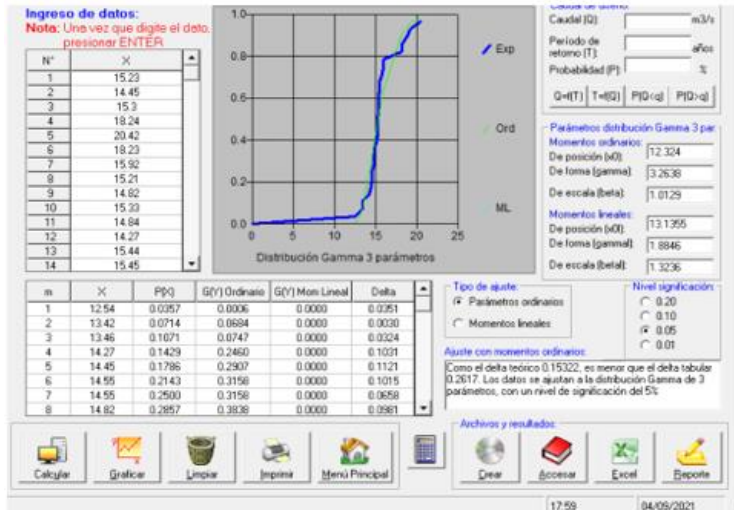 Ingreso de datos:
Nota: Una vez que digite el dato,
presionar ENTER
N° X
1 15.23
2 14.45
3 15.3
4 18.24
5 20.42
6 18.23
7 15.92
8 15.21
9 14.82
10 15.33
11 14.84
12 14.27
13 15.44
14 15.45
1.0
0.8
0.6
0.4
0.2
0.0
0 5 10 15 20 25
Distribución Gamma 3 parámetros
Exp
Ord
ML
Caudal de diseño:
Caudal (Q): m3/s
Período de
retorno (T): años
Probabilidad (P): %
Q=f(T) T=f(Q) P(Q<q) P(Q>q)
Parámetros distribución Gamma 3 par
Momentos ordinarios:
De posición (x0): 12.324
De forma (gamma): 3.2638
De escala (beta): 1.0129
Momentos lineales:
De posición (x0l): 13.1355
De forma (gammal): 1.8846
De escala (betal): 1.3236
m X P(X) G(Y) Ordinario G(Y) Mom Lineal Delta
1 12.54 0.0357 0.0006 0.0000 0.0351
2 13.42 0.0714 0.0684 0.0000 0.0030
3 13.46 0.1071 0.0747 0.0000 0.0324
4 14.27 0.1429 0.2460 0.0000 0.1031
5 14.45 0.1786 0.2907 0.0000 0.1121
6 14.55 0.2143 0.3158 0.0000 0.1015
7 14.55 0.2500 0.3158 0.0000 0.0658
8 14.82 0.2857 0.3838 0.0000 0.0981
Tipo de ajuste:
Parámetros ordinarios
Momentos lineales
Nivel significación:
0.20
0.10
0.05
0.01
Ajuste con momentos ordinarios:
Como el delta teórico 0.15322, es menor que el delta tabular
0.2617. Los datos se ajustan a la distribución Gamma de 3
parámetros, con un nivel de significación del 5%
Calcular Graficar Limpiar Imprimir Menú Principal
Archivos y resultados:
Crear Accesar Excel Reporte
17:59 04/09/2021